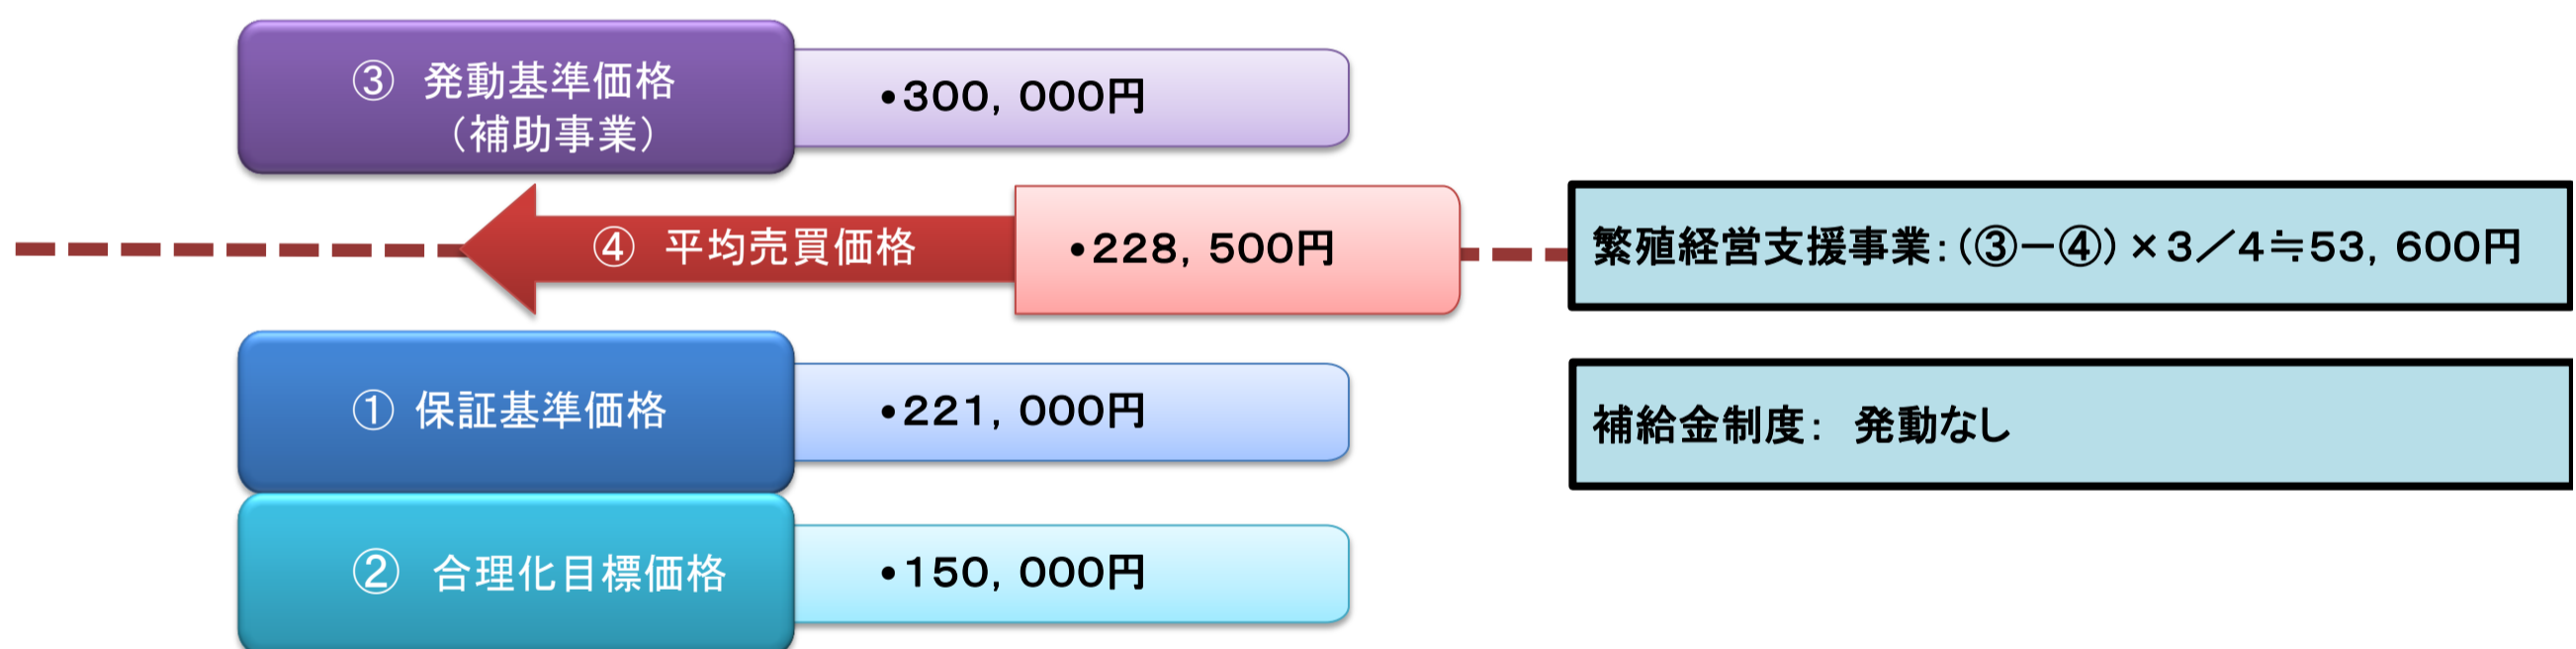 ③ 発動基準価格
（補助事業）
•300，000円
④ 平均売買価格
•228，500円
繁殖経営支援事業：（③－④）×3／4≒53，600円
① 保証基準価格
•221，000円
補給金制度： 発動なし
② 合理化目標価格
•150，000円